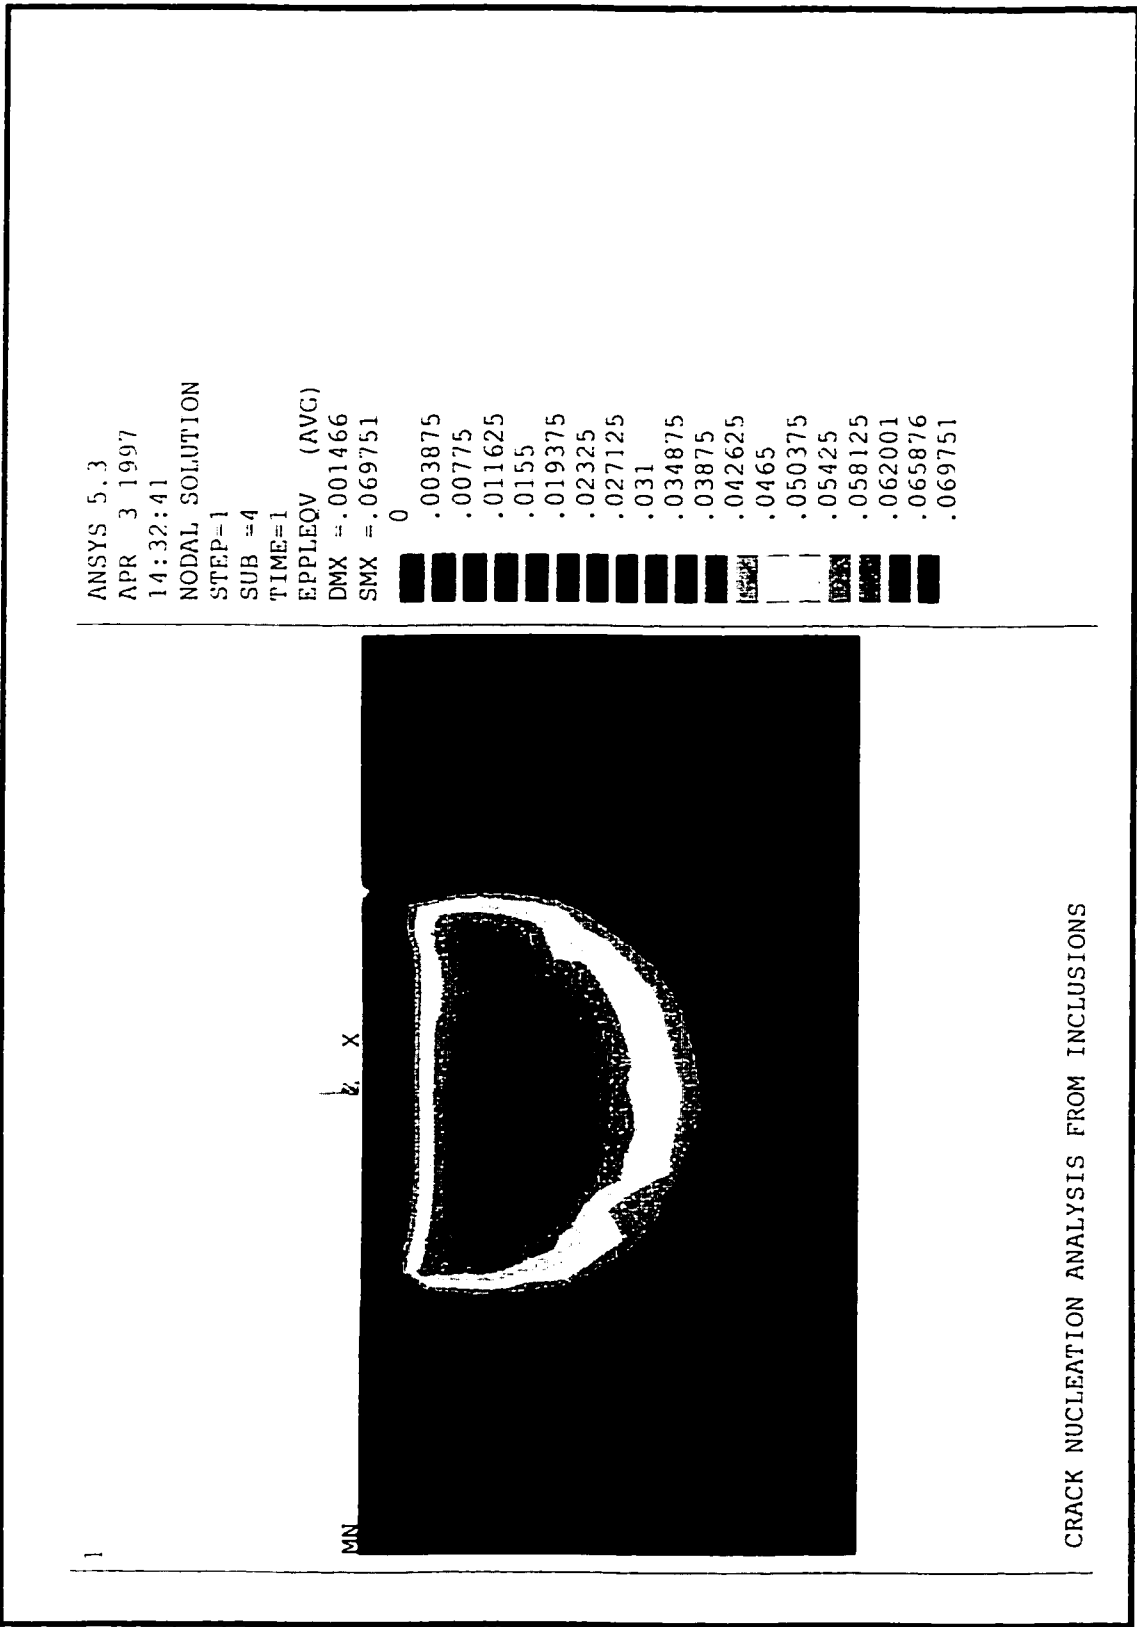 1
ANSYS 5.3
APR 3 1997
14:32:41
NODAL SOLUTION
STEP=1
SUB =4
TIME=1
EPPLEQV (AVG)
DMX =.001466
SMX =.069751
0
.003875
.00775
.011625
.0155
.019375
.02325
.027125
.031
.034875
.03875
.042625
.0465
.050375
.05425
.058125
.062001
.065876
.069751
MN
X
CRACK NUCLEATION ANALYSIS FROM INCLUSIONS